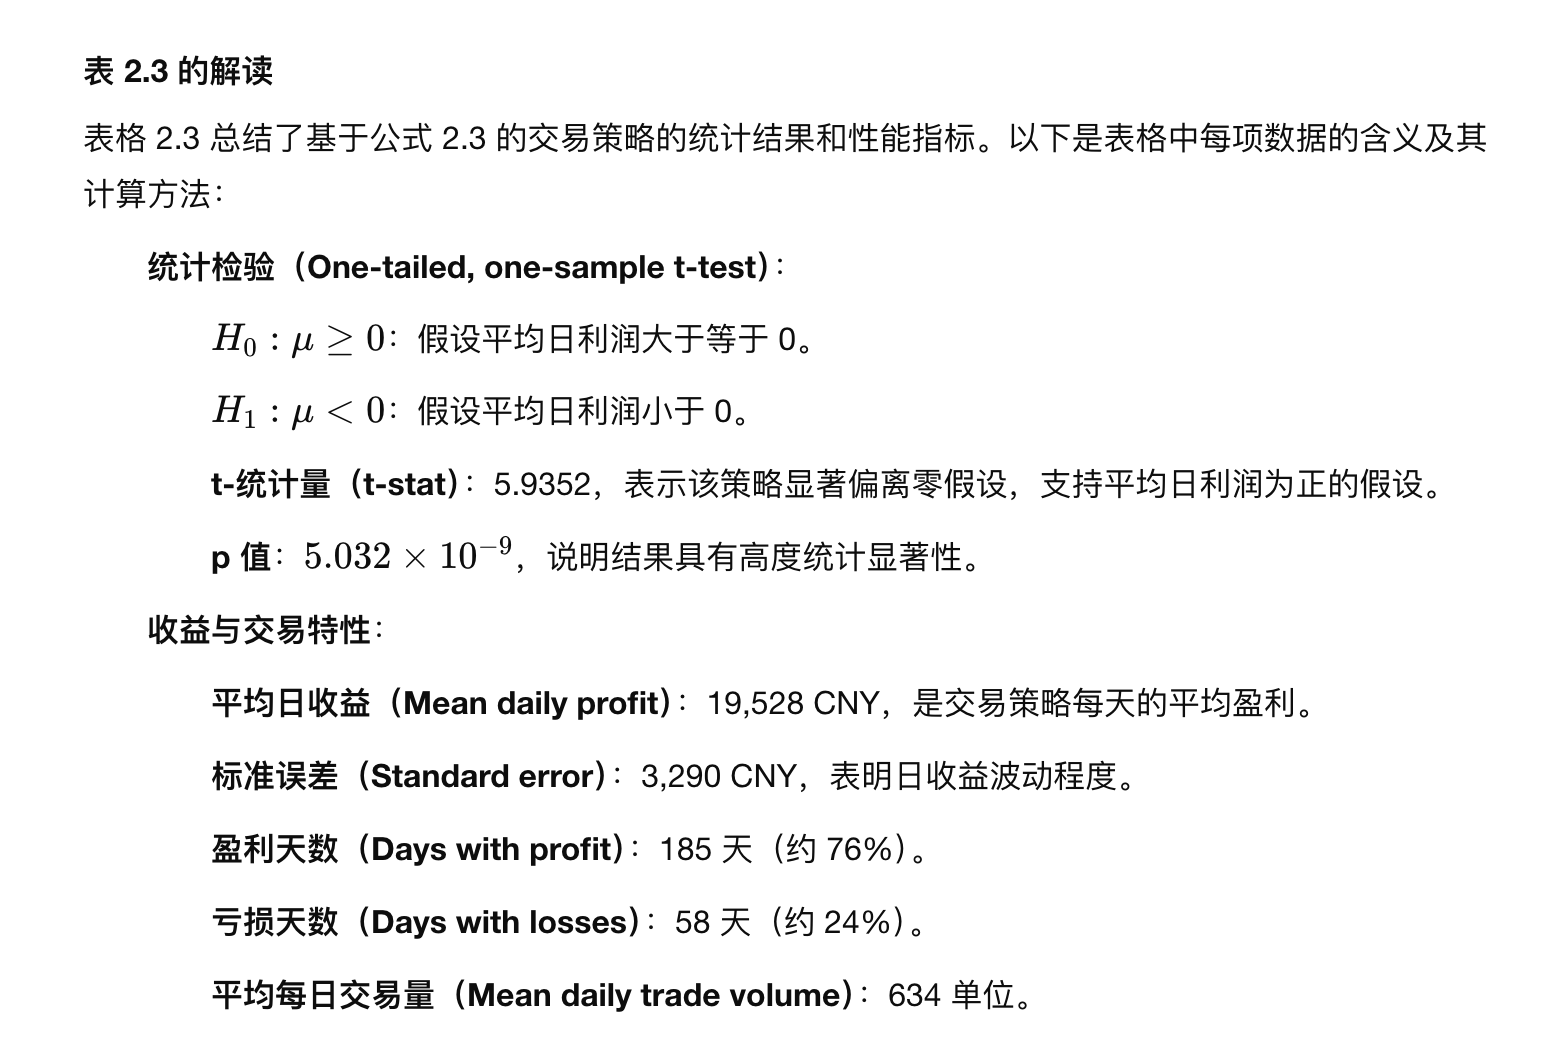 表 2.3 的解读
表格 2.3 总结了基于公式 2.3 的交易策略的统计结果和性能指标。以下是表格中每项数据的含义及其
计算方法：
统计检验（One-tailed, one-sample t-test）：
H₀ : μ ≥ 0：假设平均日利润大于等于 0。
H₁ : μ < 0：假设平均日利润小于 0。
t-统计量（t-stat）：5.9352，表示该策略显著偏离零假设，支持平均日利润为正的假设。
p 值：5.032 × 10⁻⁹，说明结果具有高度统计显著性。
收益与交易特性：
平均日收益（Mean daily profit）：19,528 CNY，是交易策略每天的平均盈利。
标准误差（Standard error）：3,290 CNY，表明日收益波动程度。
盈利天数（Days with profit）：185 天（约 76%）。
亏损天数（Days with losses）：58 天（约 24%）。
平均每日交易量（Mean daily trade volume）：634 单位。